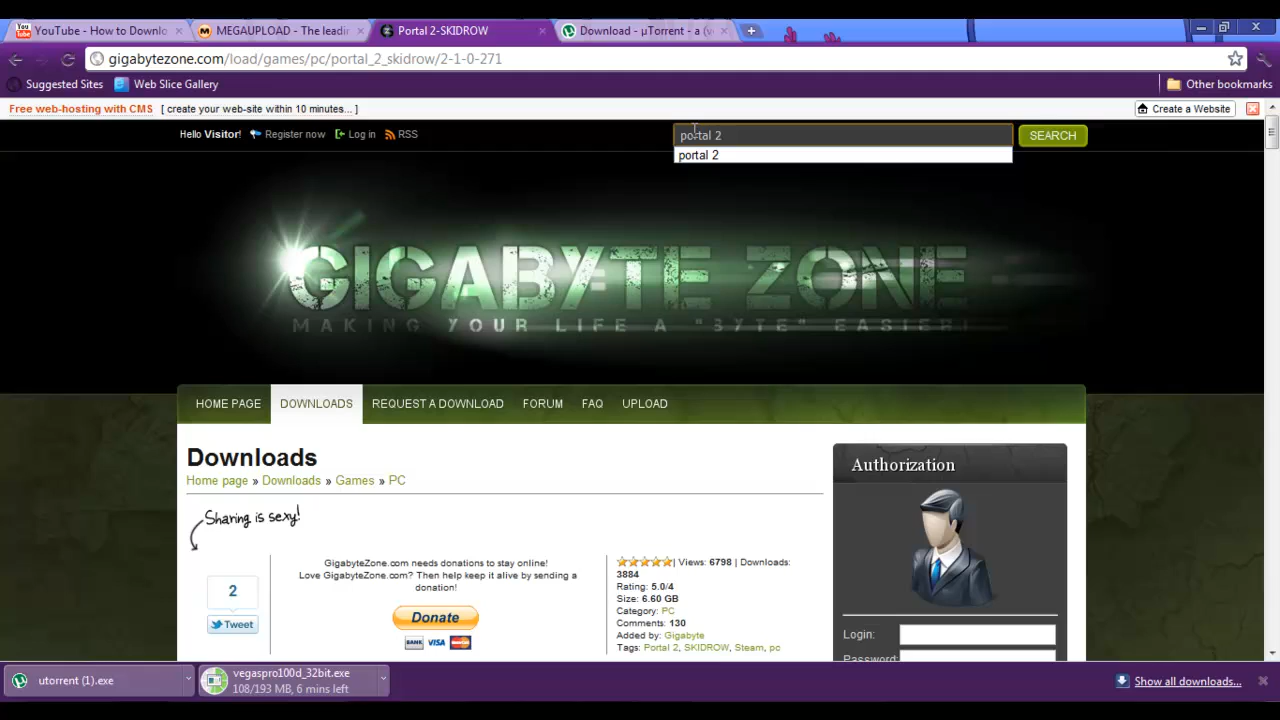 YouTube - How to Downlo
MEGAUPLOAD - The leadin
Portal 2-SKIDROW
Download - µTorrent - a (v
gigabytezone.com/load/games/pc/portal_2_skidrow/2-1-0-271
Suggested Sites
Web Slice Gallery
Other bookmarks
Free web-hosting with CMS [ create your web-site within 10 minutes... ]
Create a Website
Hello Visitor! Register now Log in RSS
portal 2
SEARCH
portal 2
GIGABYTE ZONE
MAKING YOUR LIFE A "BYTE" EASIER!
HOME PAGE DOWNLOADS REQUEST A DOWNLOAD FORUM FAQ UPLOAD
Downloads
Home page » Downloads » Games » PC
Sharing is sexy!
2
Tweet
GigabyteZone.com needs donations to stay online!
Love GigabyteZone.com? Then help keep it alive by sending a
donation!
Donate
BANK VISA
| Views: 6798 | Downloads:
3884
Rating: 5.0/4
Size: 6.60 GB
Category: PC
Comments: 130
Added by: Gigabyte
Tags: Portal 2, SKIDROW, Steam, pc
Authorization
Login:
Password:
utorrent (1).exe
vegaspro100d_32bit.exe
108/193 MB, 6 mins left
Show all downloads...